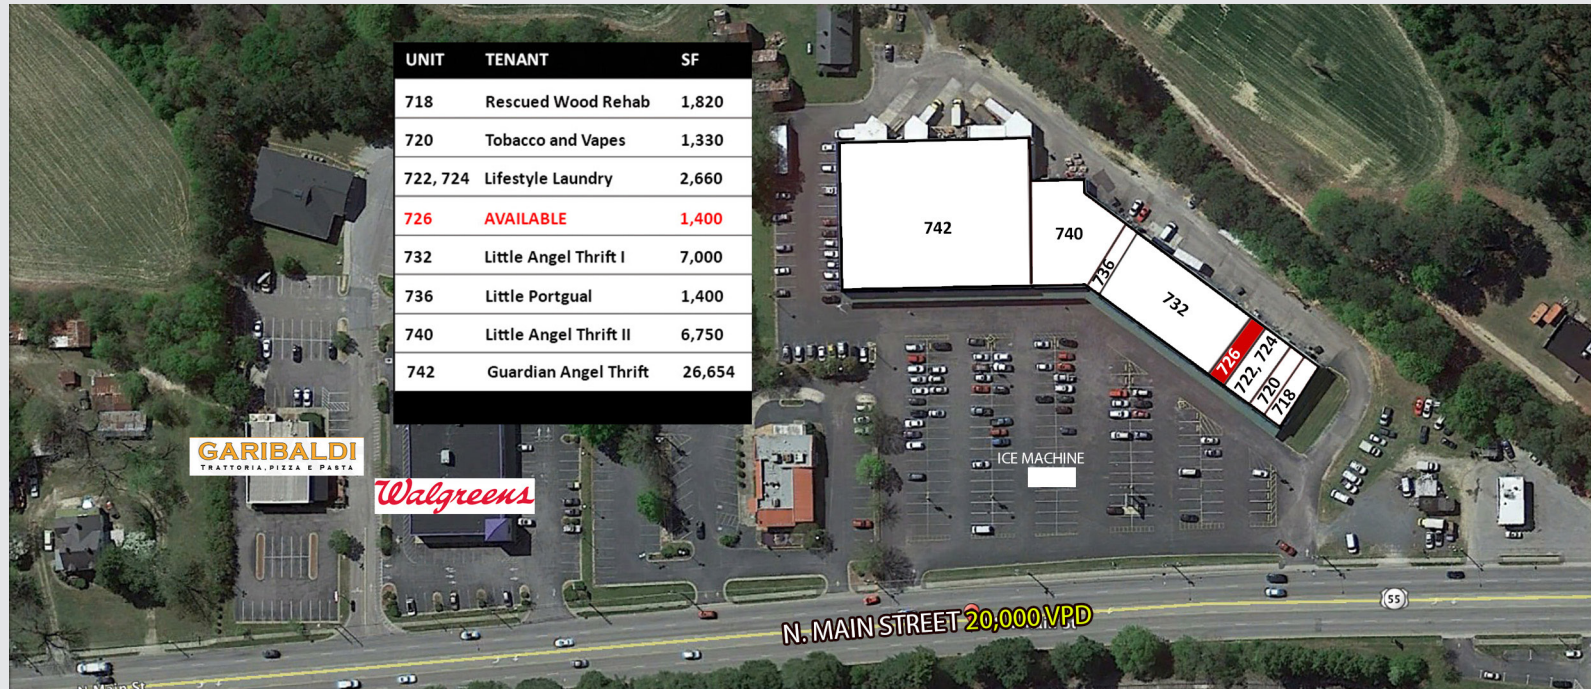 UNIT TENANT SF
718 Rescued Wood Rehab 1,820
720 Tobacco and Vapes 1,330
722, 724 Lifestyle Laundry 2,660
726 AVAILABLE 1,400
732 Little Angel Thrift I 7,000
736 Little Portgual 1,400
740 Little Angel Thrift II 6,750
742 Guardian Angel Thrift 26,654
742
740
736
732
726
722, 724
720
718
GARIBALDI
TRATTORIA, PIZZA E PASTA
Walgreens
ICE MACHINE
55
N. MAIN STREET 20,000 VPD
N Main St